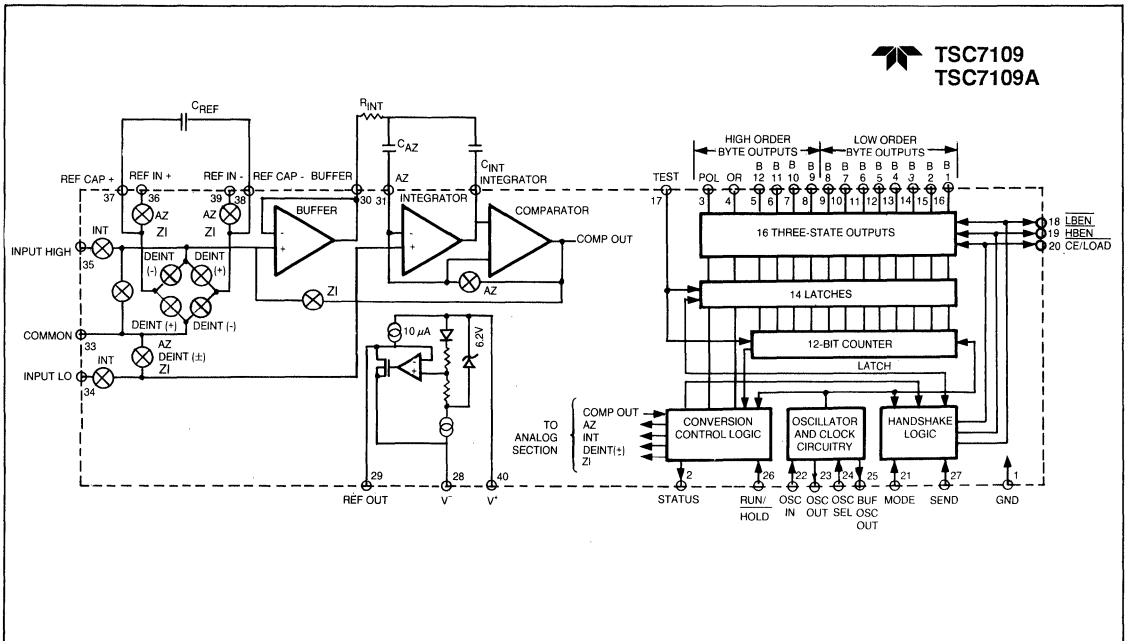 TSC7109
TSC7109A
C REF
R INT
C AZ
C INT
HIGH ORDER
BYTE OUTPUTS
LOW ORDER
BYTE OUTPUTS
REF CAP +
REF IN +
REF IN -
REF CAP -
BUFFER
AZ
INTEGRATOR
TEST
POL
OR
B 12
B 11
B 10
B 9
B 8
B 7
B 6
B 5
B 4
B 3
B 2
B 1
37
36
39
38
30
31
32
17
3
4
5
6
7
8
9
10
11
12
13
14
15
16
AZ
ZI
AZ
ZI
BUFFER
-
+
INTEGRATOR
-
+
COMPARATOR
-
+
COMP OUT
16 THREE-STATE OUTPUTS
18 LBEN
19 HBEN
20 CE/LOAD
INPUT HIGH
INT
35
DEINT
(-)
DEINT
(+)
DEINT (+)
DEINT (-)
ZI
AZ
14 LATCHES
COMMON
33
AZ
DEINT (±)
ZI
10 µA
6.2V
12-BIT COUNTER
LATCH
INPUT LO
INT
34
-
+
TO
ANALOG
SECTION
COMP OUT
AZ
INT
DEINT(±)
ZI
CONVERSION
CONTROL LOGIC
OSCILLATOR
AND CLOCK
CIRCUITRY
HANDSHAKE
LOGIC
29
28
40
2
26
22
23
24
25
21
27
1
REF OUT
V-
V+
STATUS
RUN/
HOLD
OSC
IN
OSC
OUT
OSC
SEL
BUF
OSC
OUT
MODE
SEND
GND